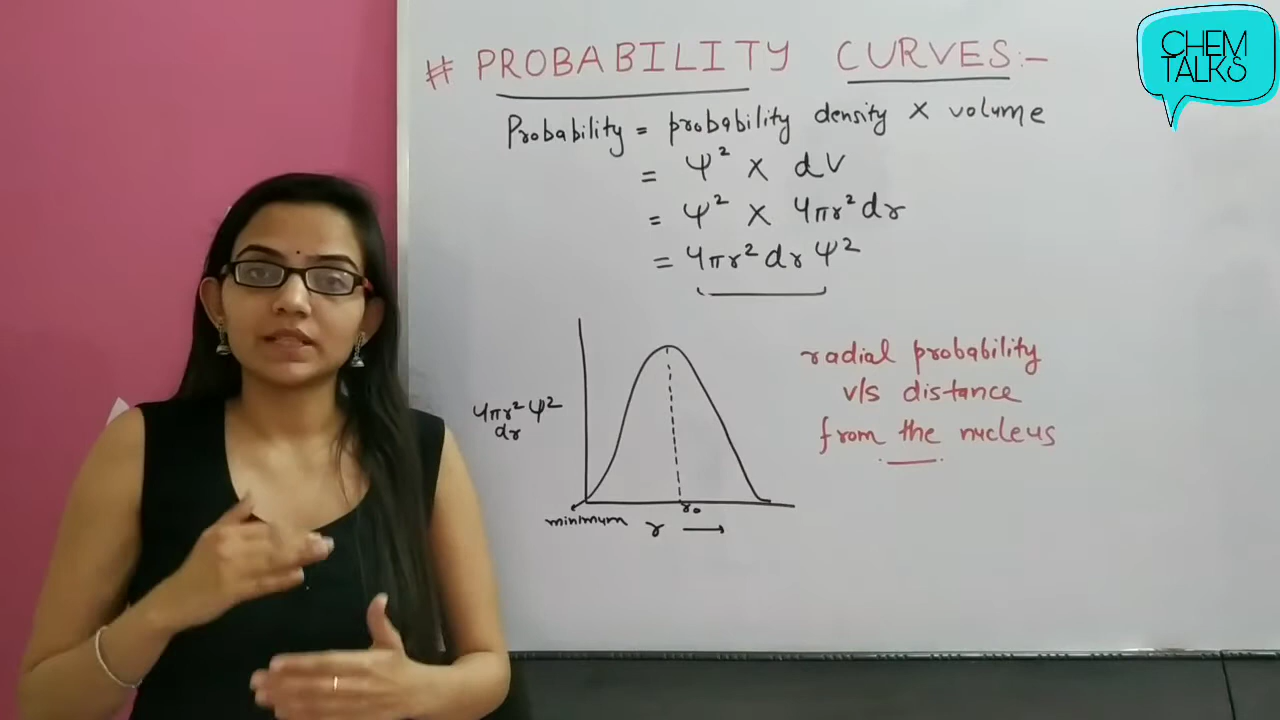 CHEM
TALKS
# PROBABILITY CURVES:-
Probability = probability density × volume
= ψ² × dV
= ψ² × 4πr²dr
= 4πr²dr ψ²
4πr²ψ²
dr
minimum
r₀
r →
radial probability
v/s distance
from the nucleus